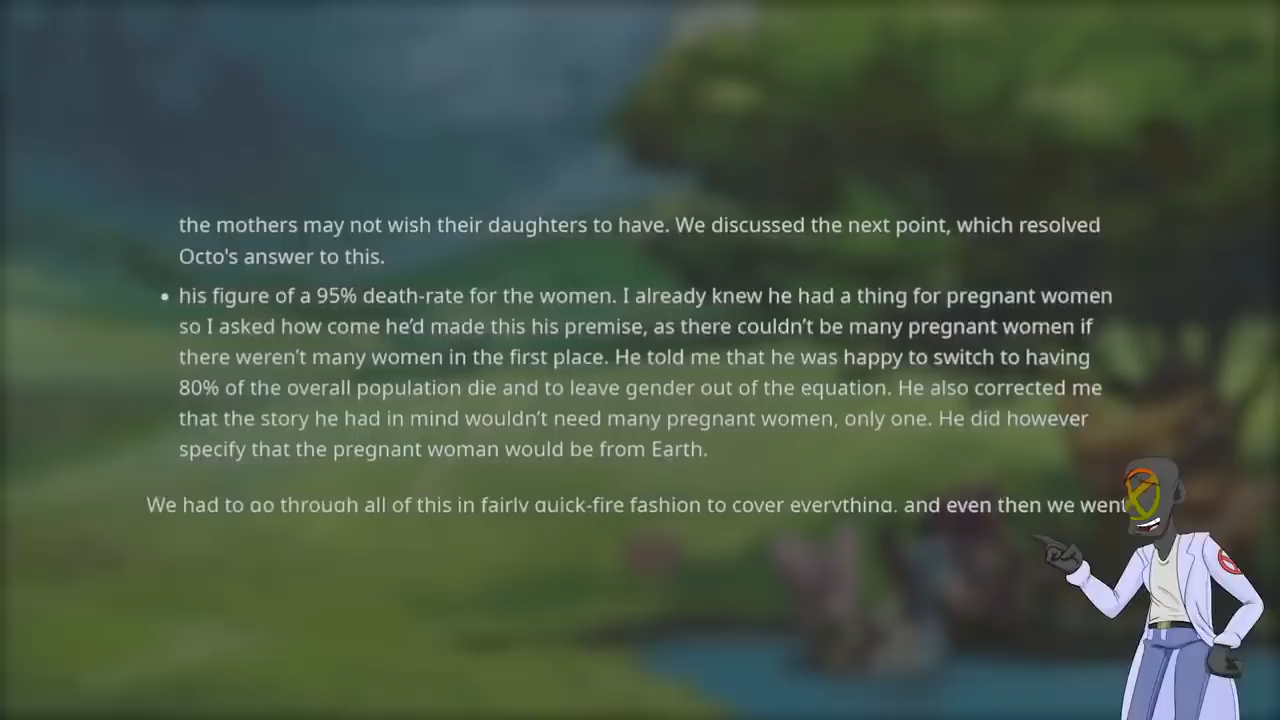 the mothers may not wish their daughters to have. We discussed the next point, which resolved
Octo's answer to this.
• his figure of a 95% death-rate for the women. I already knew he had a thing for pregnant women
so I asked how come he’d made this his premise, as there couldn’t be many pregnant women if
there weren’t many women in the first place. He told me that he was happy to switch to having
80% of the overall population die and to leave gender out of the equation. He also corrected me
that the story he had in mind wouldn’t need many pregnant women, only one. He did however
specify that the pregnant woman would be from Earth.
We had to go through all of this in fairly quick-fire fashion to cover everything, and even then we went